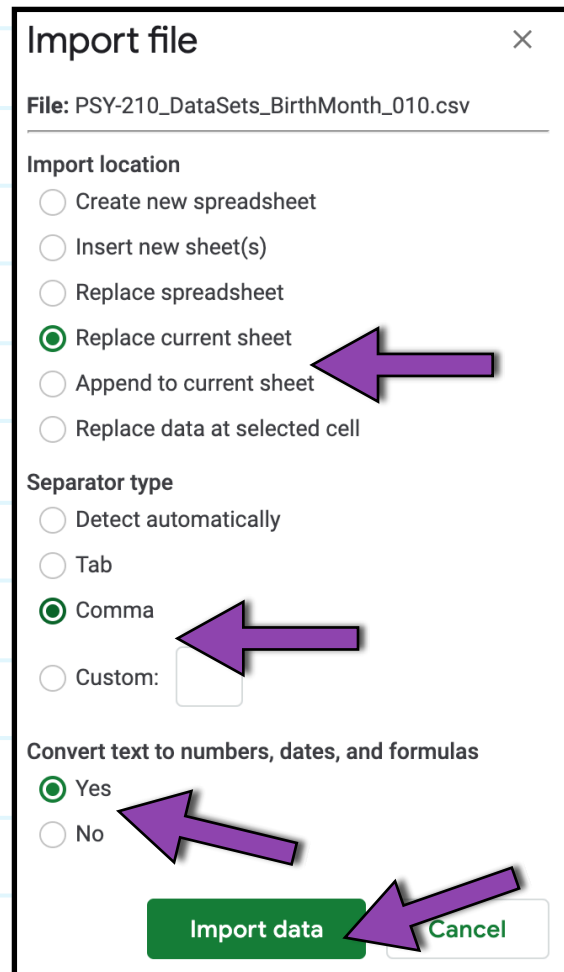 Import file
File: PSY-210_DataSets_BirthMonth_010.csv
Import location
Create new spreadsheet
Insert new sheet(s)
Replace spreadsheet
Replace current sheet
Append to current sheet
Replace data at selected cell
Separator type
Detect automatically
Tab
Comma
Custom:
Convert text to numbers, dates, and formulas
Yes
No
Import data Cancel